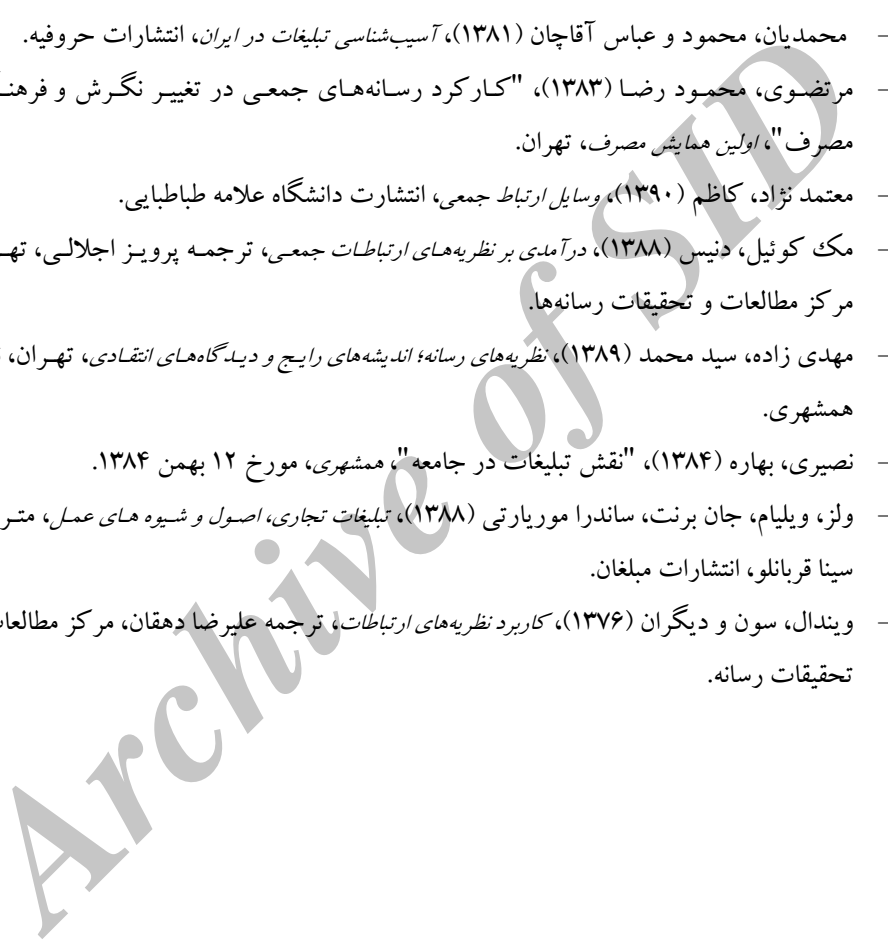 - محمدیان، محمود و عباس آقاچان (۱۳۸۱)، آسیب‌شناسی تبلیغات در ایران، انتشارات حروفیه.
- مرتضوی، محمود رضا (۱۳۸۳)، "کارکرد رسانه‌های جمعی در تغییر نگرش و
مصرف"، اولین همایش مصرف، تهران.
- معتمد نژاد، کاظم (۱۳۹۰)، وسایل ارتباط جمعی، انتشارت دانشگاه علامه طباطبایی.
- مک کوئیل، دنیس (۱۳۸۸)، درآمدی بر نظریه‌های ارتباطات جمعی، ترجمه پرویز اجلالی،
مرکز مطالعات و تحقیقات رسانه‌ها.
- مهدی زاده، سید محمد (۱۳۸۹)، نظریه‌های رسانه؛ اندیشه‌های رایج و دیدگاه‌های انتقادی، تهران،
همشهری.
- نصیری، بهاره (۱۳۸۴)، "نقش تبلیغات در جامعه"، همشهری، مورخ ۱۲ بهمن ۱۳۸۴.
- ولز، ویلیام، جان برنت، ساندرا موریارتی (۱۳۸۸)، تبلیغات تجاری، اصول و شیوه های عمل،
سینا قربانلو، انتشارات مبلغان.
- ویندال، سون و دیگران (۱۳۷۶)، کاربرد نظریه‌های ارتباطات، ترجمه علیرضا دهقان، مرکز
تحقیقات رسانه.
Archive of SID